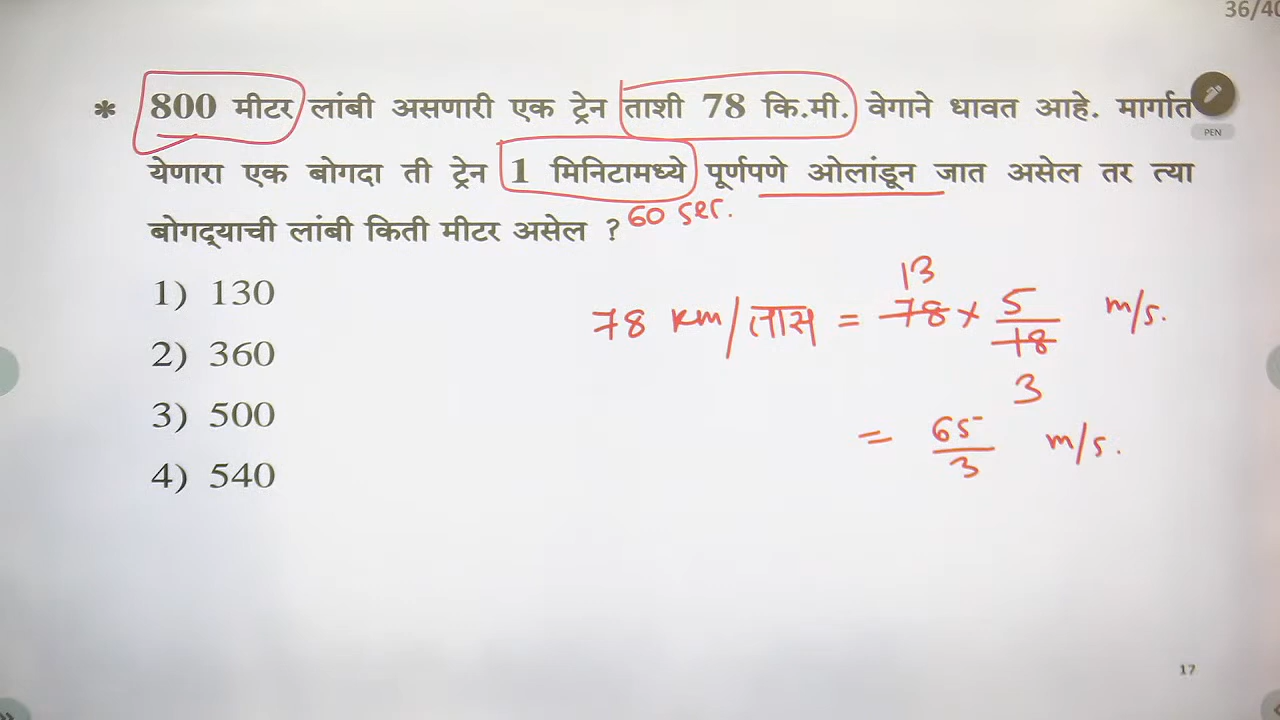 36/40
* 800 मीटर लांबी असणारी एक ट्रेन ताशी 78 कि.मी. वेगाने धावत आहे. मार्गात
PEN
येणारा एक बोगदा ती ट्रेन 1 मिनिटामध्ये पूर्णपणे ओलांडून जात असेल तर त्या
60 ser.
बोगद्याची लांबी किती मीटर असेल ?
1) 130
2) 360
3) 500
4) 540
13
78 km/तास = 78 × 5/18 m/s.
3
= 65/3 m/s.
17